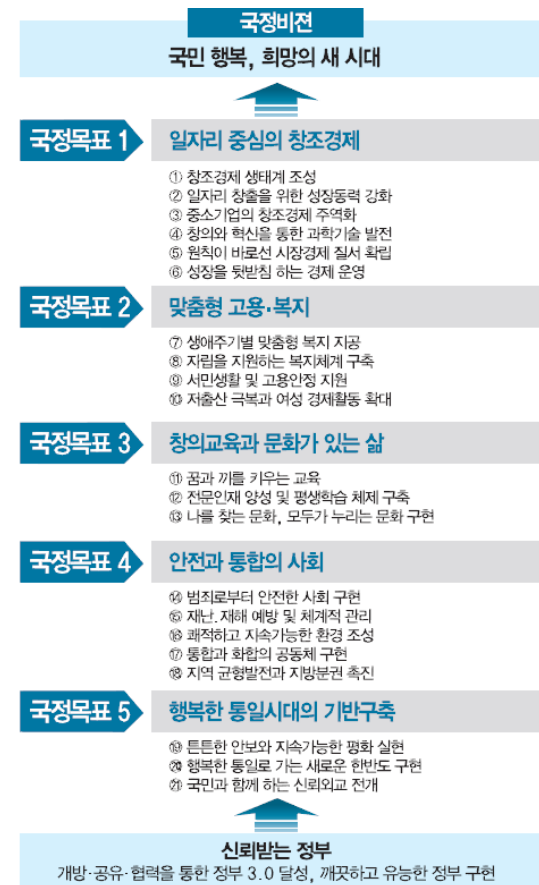 국정비젼
국민 행복, 희망의 새 시대
국정목표 1 일자리 중심의 창조경제
① 창조경제 생태계 조성
② 일자리 창출을 위한 성장동력 강화
③ 중소기업의 창조경제 주역화
④ 창의와 혁신을 통한 과학기술 발전
⑤ 원칙이 바로선 시장경제 질서 확립
⑥ 성장을 뒷받침 하는 경제 운영
국정목표 2 맞춤형 고용·복지
⑦ 생애주기별 맞춤형 복지 지공
⑧ 자립을 지원하는 복지체계 구축
⑨ 서민생활 및 고용안정 지원
⑩ 저출산 극복과 여성 경제활동 확대
국정목표 3 창의교육과 문화가 있는 삶
⑪ 꿈과 끼를 키우는 교육
⑫ 전문인재 양성 및 평생학습 체제 구축
⑬ 나를 찾는 문화, 모두가 누리는 문화 구현
국정목표 4 안전과 통합의 사회
⑭ 범죄로부터 안전한 사회 구현
⑮ 재난.재해 예방 및 체계적 관리
⑯ 쾌적하고 지속가능한 환경 조성
⑰ 통합과 화합의 공동체 구현
⑱ 지역 균형발전과 지방분권 촉진
국정목표 5 행복한 통일시대의 기반구축
⑲ 튼튼한 안보와 지속가능한 평화 실현
⑳ 행복한 통일로 가는 새로운 한반도 구현
㉑ 국민과 함께 하는 신뢰외교 전개
신뢰받는 정부
개방·공유·협력을 통한 정부 3.0 달성, 깨끗하고 유능한 정부 구현